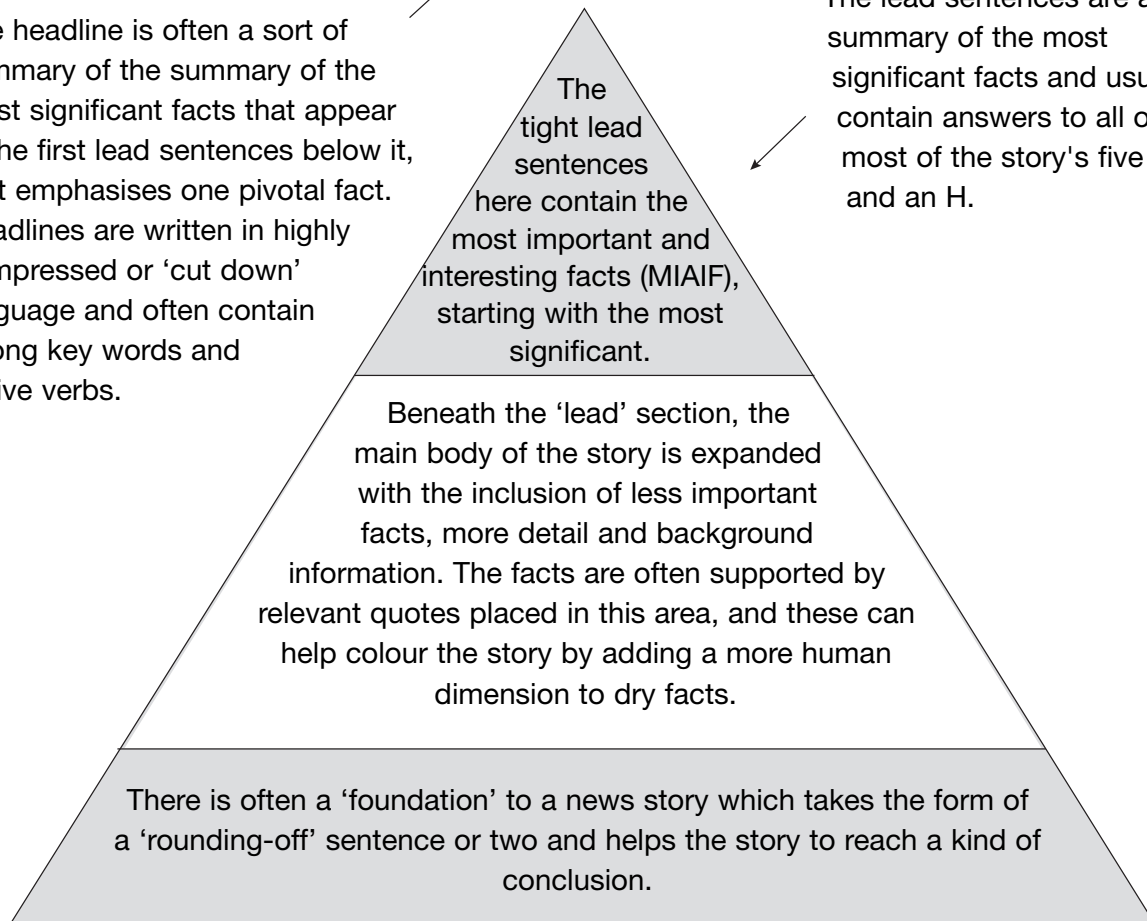 e headline is often a sort of
mmary of the summary of the
st significant facts that appear
he first lead sentences below it,
t emphasises one pivotal fact.
adlines are written in highly
mpressed or ‘cut down’
guage and often contain
ong key words and
ive verbs.
The
tight lead
sentences
here contain the
most important and
interesting facts (MIAIF),
starting with the most
significant.
The lead sentences are a
summary of the most
significant facts and usu
contain answers to all o
most of the story's five
and an H.
Beneath the ‘lead’ section, the
main body of the story is expanded
with the inclusion of less important
facts, more detail and background
information. The facts are often supported by
relevant quotes placed in this area, and these can
help colour the story by adding a more human
dimension to dry facts.
There is often a ‘foundation’ to a news story which takes the form of
a ‘rounding-off’ sentence or two and helps the story to reach a kind of
conclusion.